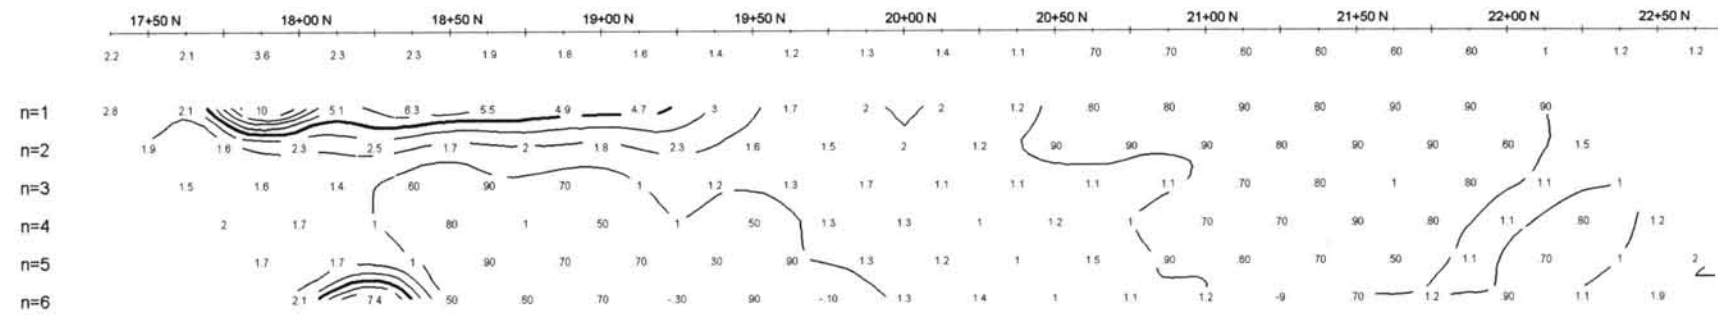 17+50 N 18+00 N 18+50 N 19+00 N 19+50 N 20+00 N 20+50 N 21+00 N 21+50 N 22+00 N 22+50 N
2.2 2.1 3.6 2.3 2.3 1.9 1.8 1.6 1.4 1.2 1.3 1.4 1.1 .70 .70 .60 .80 .60 .60 1 1.2 1.2
n=1 2.8 2.1 10 5.1 6.3 5.5 4.9 4.7 3 1.7 2 2 1.2 .80 .80 .90 .80 .90 .90 .90
n=2 1.9 1.6 2.3 2.5 1.7 2 1.8 2.3 1.6 1.5 2 1.2 .90 .90 .90 .80 .90 .90 .60 1.5
n=3 1.5 1.6 1.4 .60 .90 .70 1 1.2 1.3 1.7 1.1 1.1 1.1 1.1 .70 .80 1 .80 1.1 1
n=4 2 1.7 1 .80 1 .50 1 .50 1.3 1.3 1 1.2 1 .70 .70 .90 .80 1.1 .80 1.2
n=5 1.7 1.7 1 .90 .70 .70 .30 .90 1.3 1.2 1 1.5 .90 .80 .70 .50 1.1 .70 1 2
n=6 2.1 7.4 .50 .60 .70 -.30 .90 -.10 1.3 1.4 1 1.1 1.2 -9 .70 1.2 .90 1.1 1.9